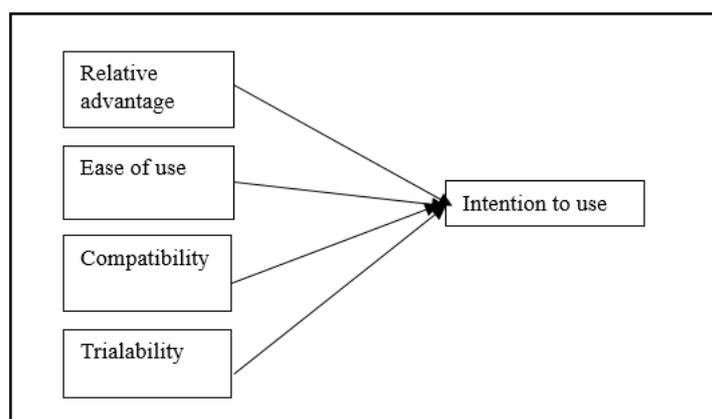 Relative
advantage
Ease of use
Compatibility
Trialability
Intention to use